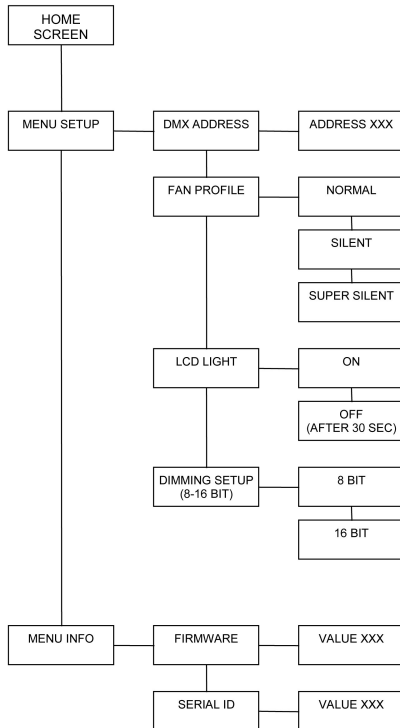 HOME
SCREEN
MENU SETUP
DMX ADDRESS
ADDRESS XXX
FAN PROFILE
NORMAL
SILENT
SUPER SILENT
LCD LIGHT
ON
OFF
(AFTER 30 SEC)
DIMMING SETUP
(8-16 BIT)
8 BIT
16 BIT
MENU INFO
FIRMWARE
VALUE XXX
SERIAL ID
VALUE XXX